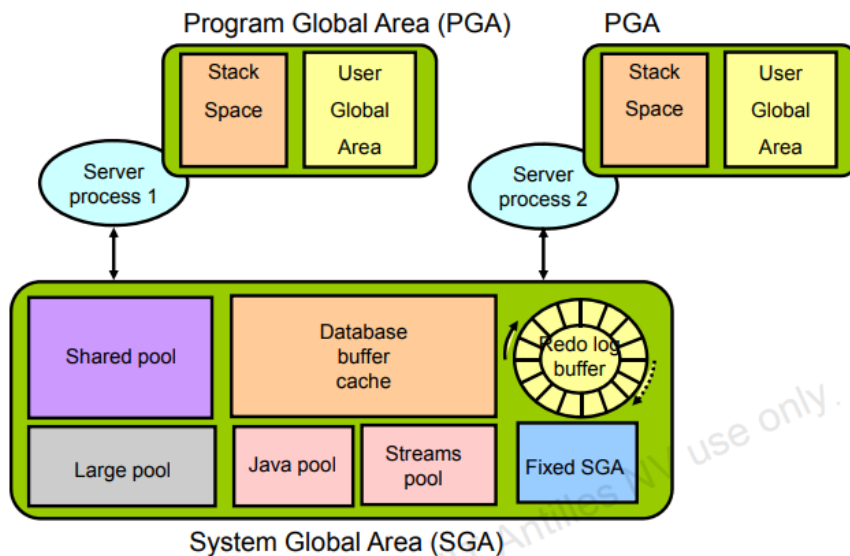 Program Global Area (PGA)
PGA
Stack
Space
User
Global
Area
Stack
Space
User
Global
Area
Server
process 1
Server
process 2
Shared pool
Database
buffer
cache
Redo log
buffer
Large pool
Java pool
Streams
pool
Fixed SGA
System Global Area (SGA)
Antilles NV use only.